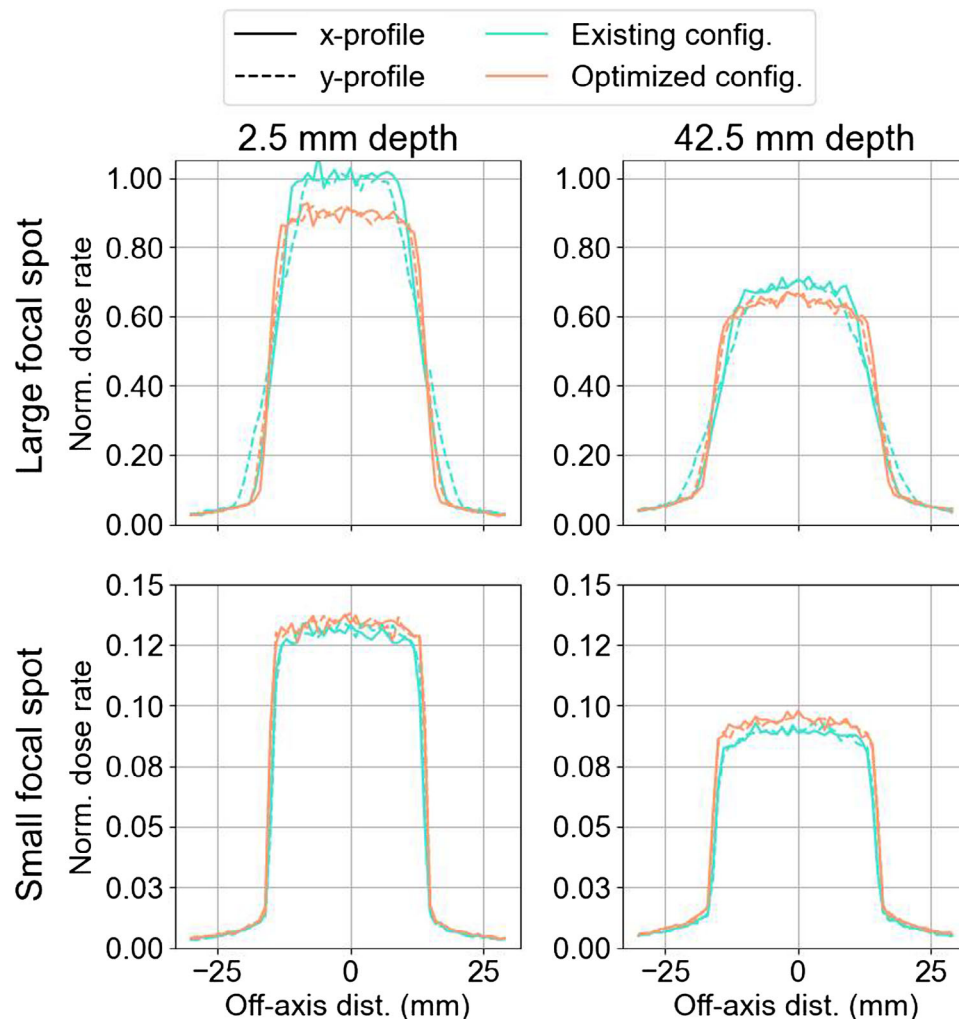 x-profile
y-profile
Existing config.
Optimized config.
2.5 mm depth
42.5 mm depth
Large focal spot
Norm. dose rate
1.00
0.80
0.60
0.40
0.20
0.00
1.00
0.80
0.60
0.40
0.20
0.00
Small focal spot
Norm. dose rate
0.15
0.12
0.10
0.08
0.05
0.03
0.00
0.15
0.12
0.10
0.08
0.05
0.03
0.00
−25 0 25
−25 0 25
Off-axis dist. (mm)
Off-axis dist. (mm)